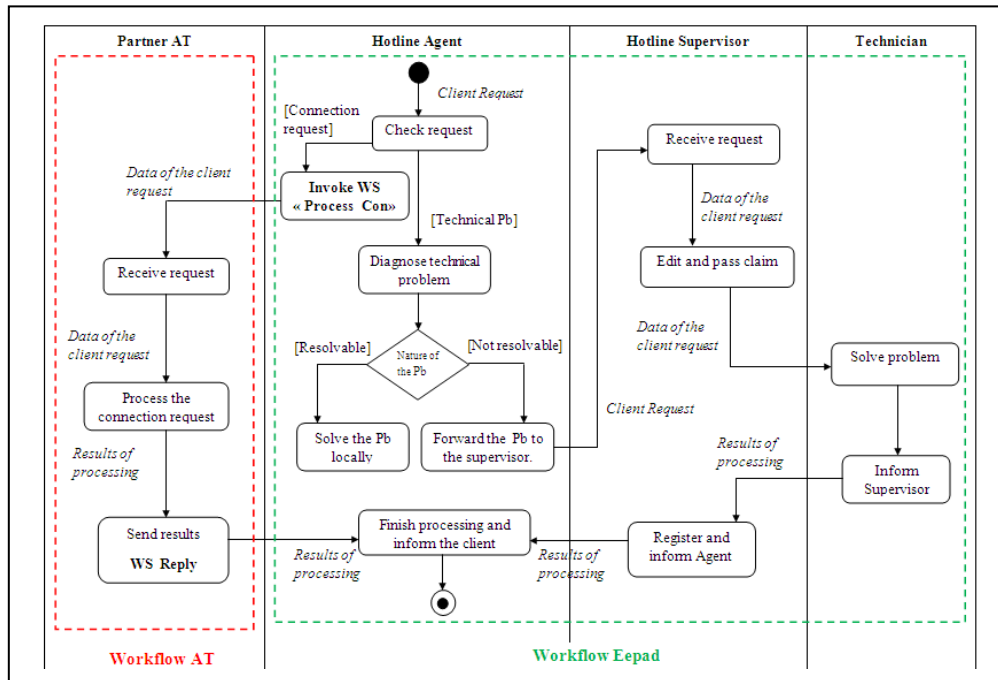 Partner AT
Hotline Agent
Hotline Supervisor
Technician
Client Request
[Connection
request]
Check request
Receive request
Data of the client
request
Invoke WS
« Process Con»
Data of the
client request
[Technical Pb]
Receive request
Diagnose technical
problem
Edit and pass claim
Data of the
client request
[Resolvable]
Nature of
the Pb
[Not resolvable]
Data of the
client request
Solve problem
Process the
connection request
Client Request
Solve the Pb
locally
Forward the Pb to
the supervisor.
Results of
processing
Results of
processing
Inform
Supervisor
Send results
WS Reply
Finish processing and
inform the client
Register and
inform Agent
Results of
processing
Results of
processing
Workflow AT
Workflow Eepad